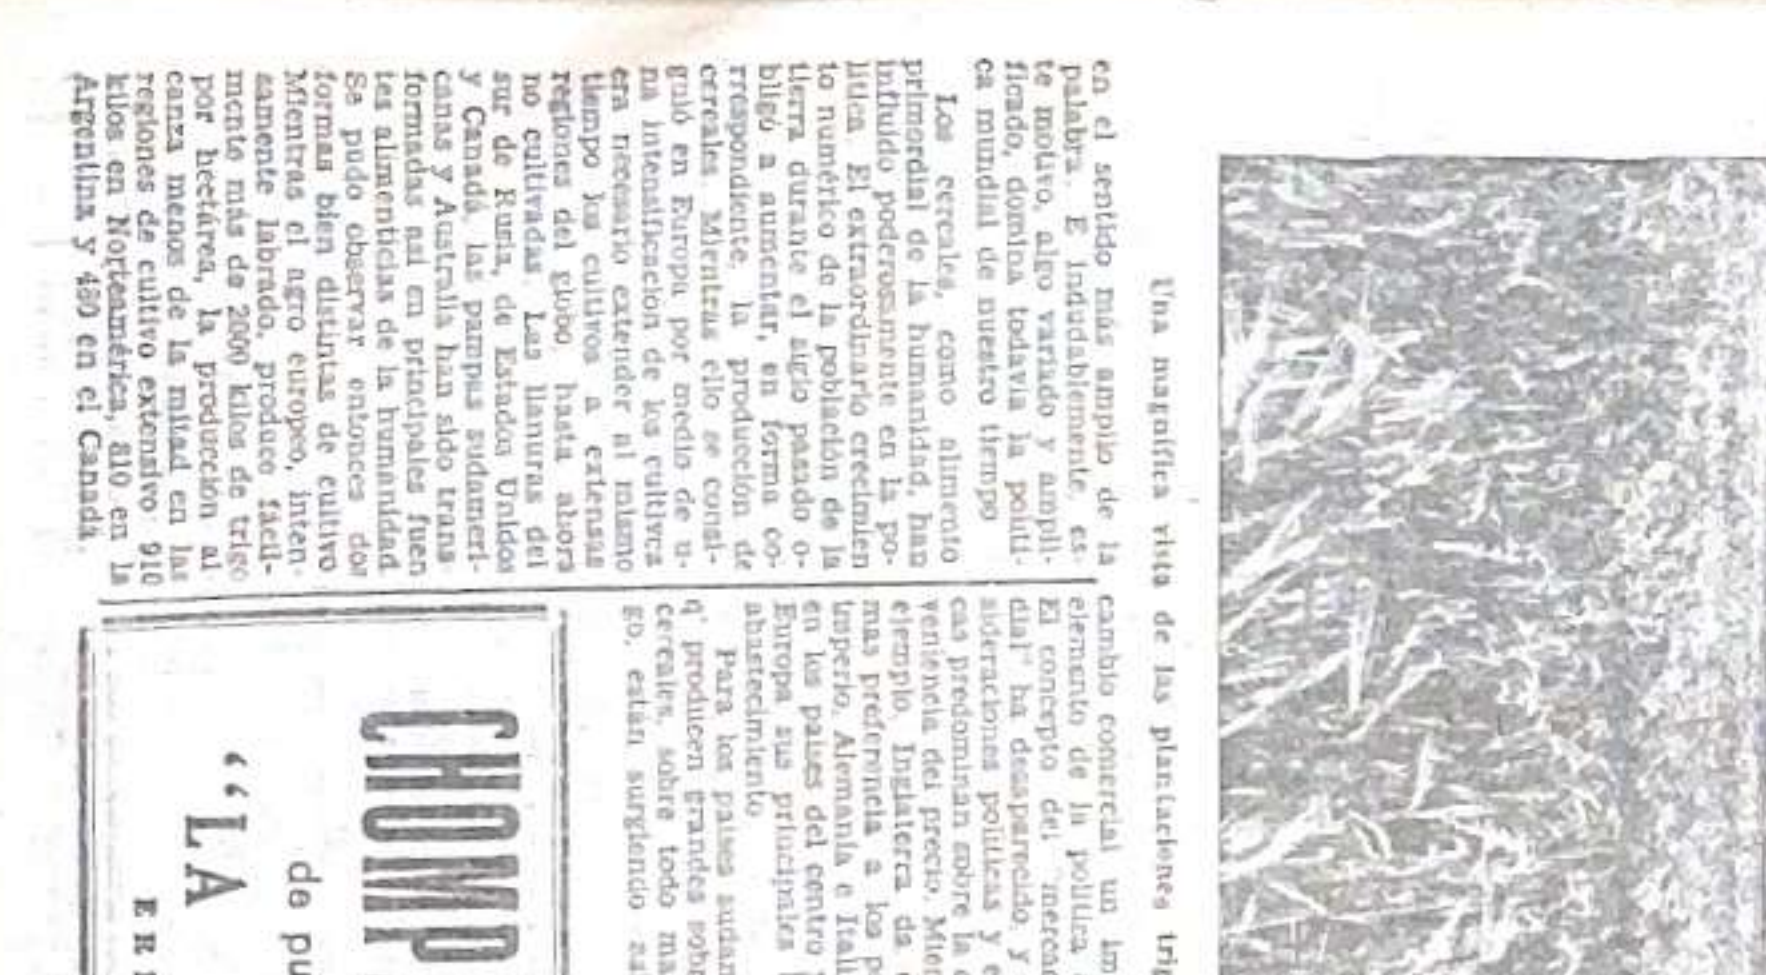 Una magnífica vista de las plantaciones trig
en el sentido más amplio de la
palabra. E indudablemente, es-
te motivo, algo variado y ampli-
ficado, domina todavía la políti-
ca mundial de nuestro tiempo
Los cereales, como alimento
primordial de la humanidad, han
influido poderosamente en la po-
lítica. El extraordinario crecimien
to numérico de la población de la
tierra durante el siglo pasado o-
bligó a aumentar, en forma co-
rrespondiente, la producción de
cereales. Mientras ello se consi-
guió en Europa por medio de u-
na intensificación de los cultivos
era necesario extender al mismo
tiempo los cultivos a extensas
regiones del globo hasta ahora
no cultivadas. Las llanuras del
sur de Rusia, de Estados Unidos
y Canadá, las pampas sudameri-
canas y Australia han sido trans-
formadas así en principales fuen
tes alimenticias de la humanidad.
Se pudo observar entonces dos
formas bien distintas de cultivo
Mientras el agro europeo, inten-
samente labrado, produce fácil-
mente más de 2000 kilos de trigo
por hectárea, la producción al
canza menos de la mitad en las
regiones de cultivo extensivo: 910
kilos en Norteamérica, 810 en la
Argentina y 480 en el Canadá.
cambio comercial un im
elemento de la política
El concepto del "merca
dial" ha desaparecido y
sideraciones políticas y e
cas predominan sobre la c
veniencia del precio. Mien
ejemplo, Inglaterra da
mas preferencia a los p
Imperio, Alemania e Itali
en los países del centro
Europa sus principales
abastecimiento
Para los países sudam
q' producen grandes sobr
cereales, sobre todo ma
go, están surgiendo
CHOMP
de pu
"LA
E R